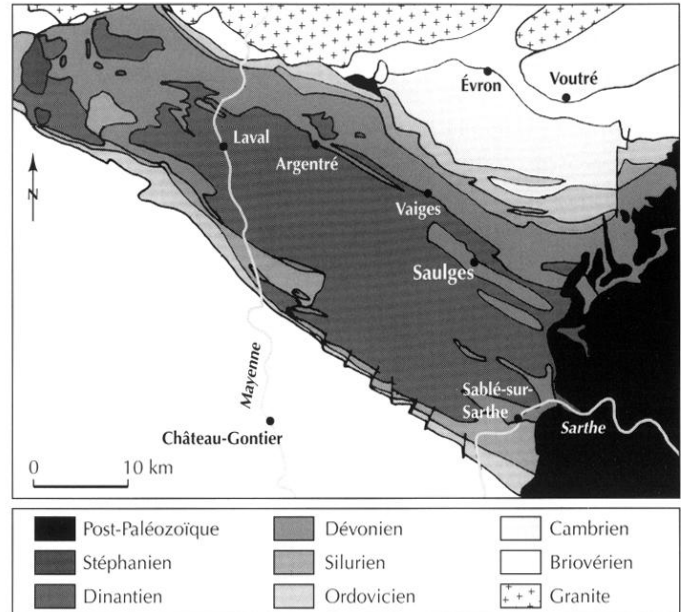 Évron
Voutré
Laval
Argentré
N
Vaiges
Saulges
Mayenne
Sablé-sur-
Sarthe
Sarthe
Château-Gontier
0 10 km
Post-Paléozoïque Dévonien Cambrien
Stéphanien Silurien Briovérien
Dinantien Ordovicien Granite